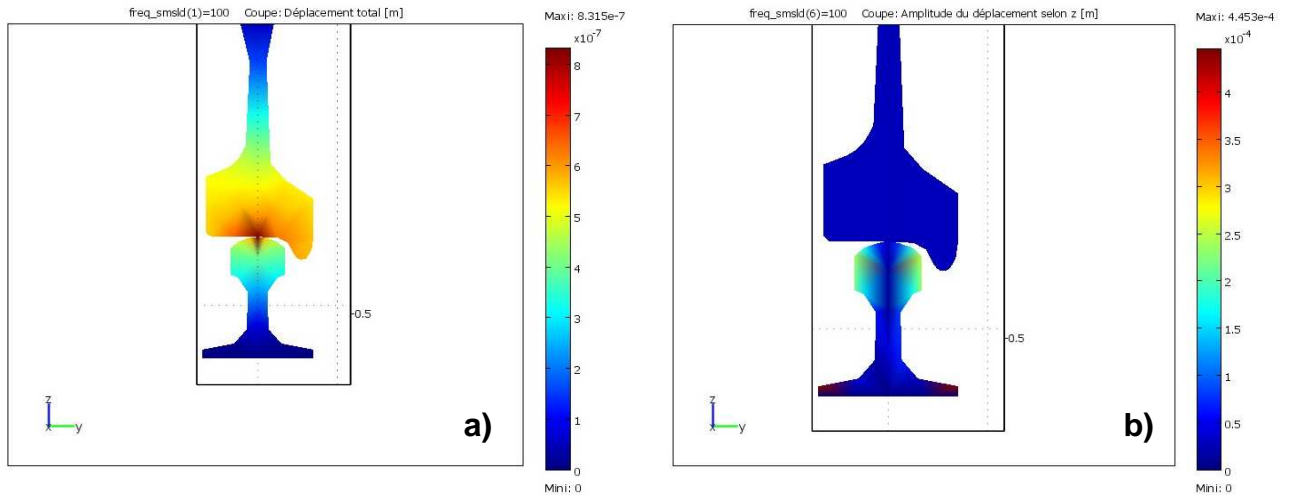 freq_smsld(1)=100 Coupe: Déplacement total [m]
Maxi: 8.315e-7
x10⁻⁷
8
7
6
5
4
3
2
1
0
Mini: 0
-0.5
z
x y
a)
freq_smsld(6)=100 Coupe: Amplitude du déplacement selon z [m]
Maxi: 4.453e-4
x10⁻⁴
4
3.5
3
2.5
2
1.5
1
0.5
0
Mini: 0
-0.5
z
x y
b)